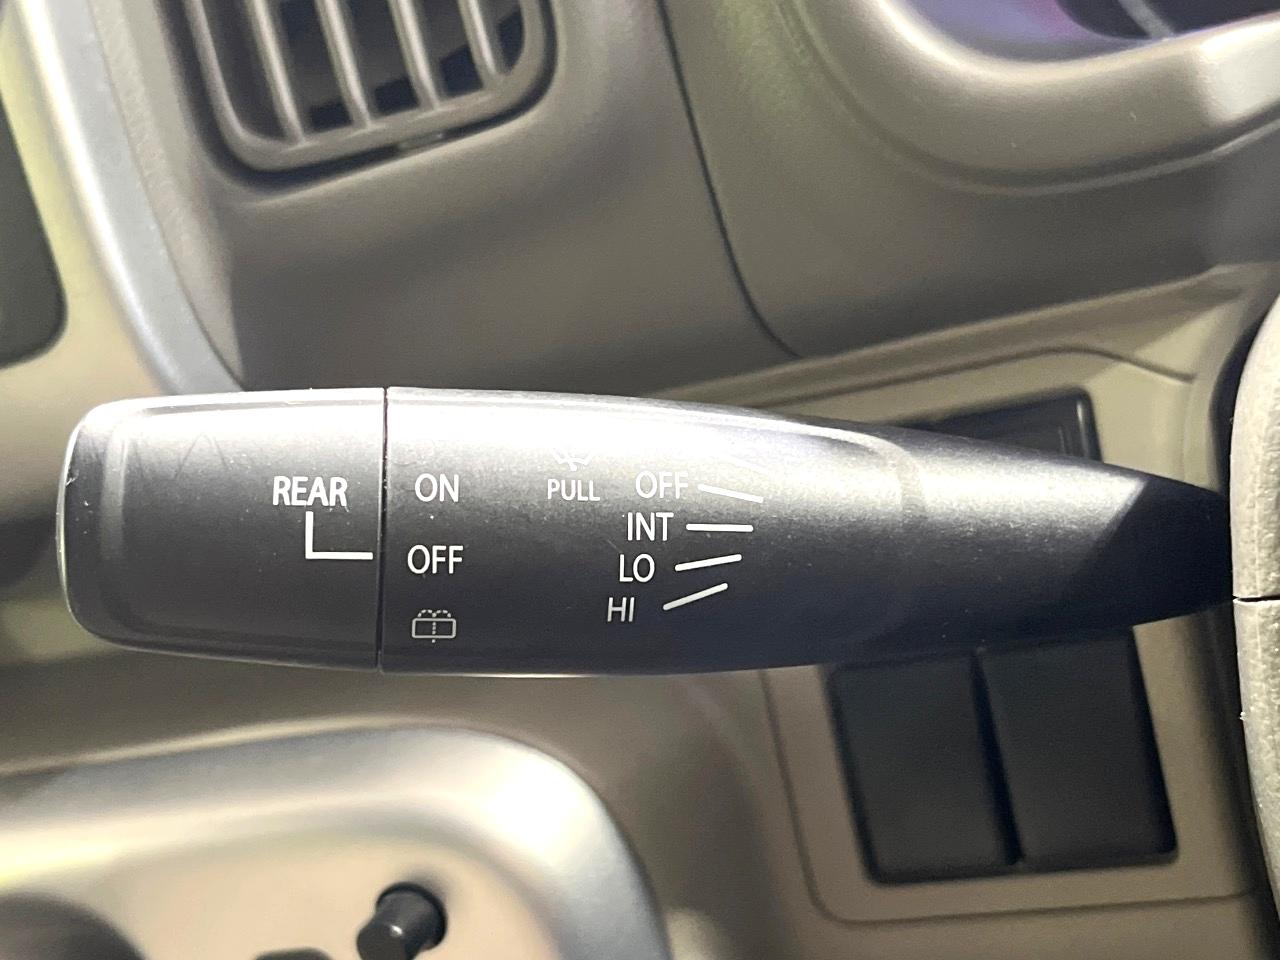 REAR
ON
OFF
PULL
OFF
INT
LO
HI